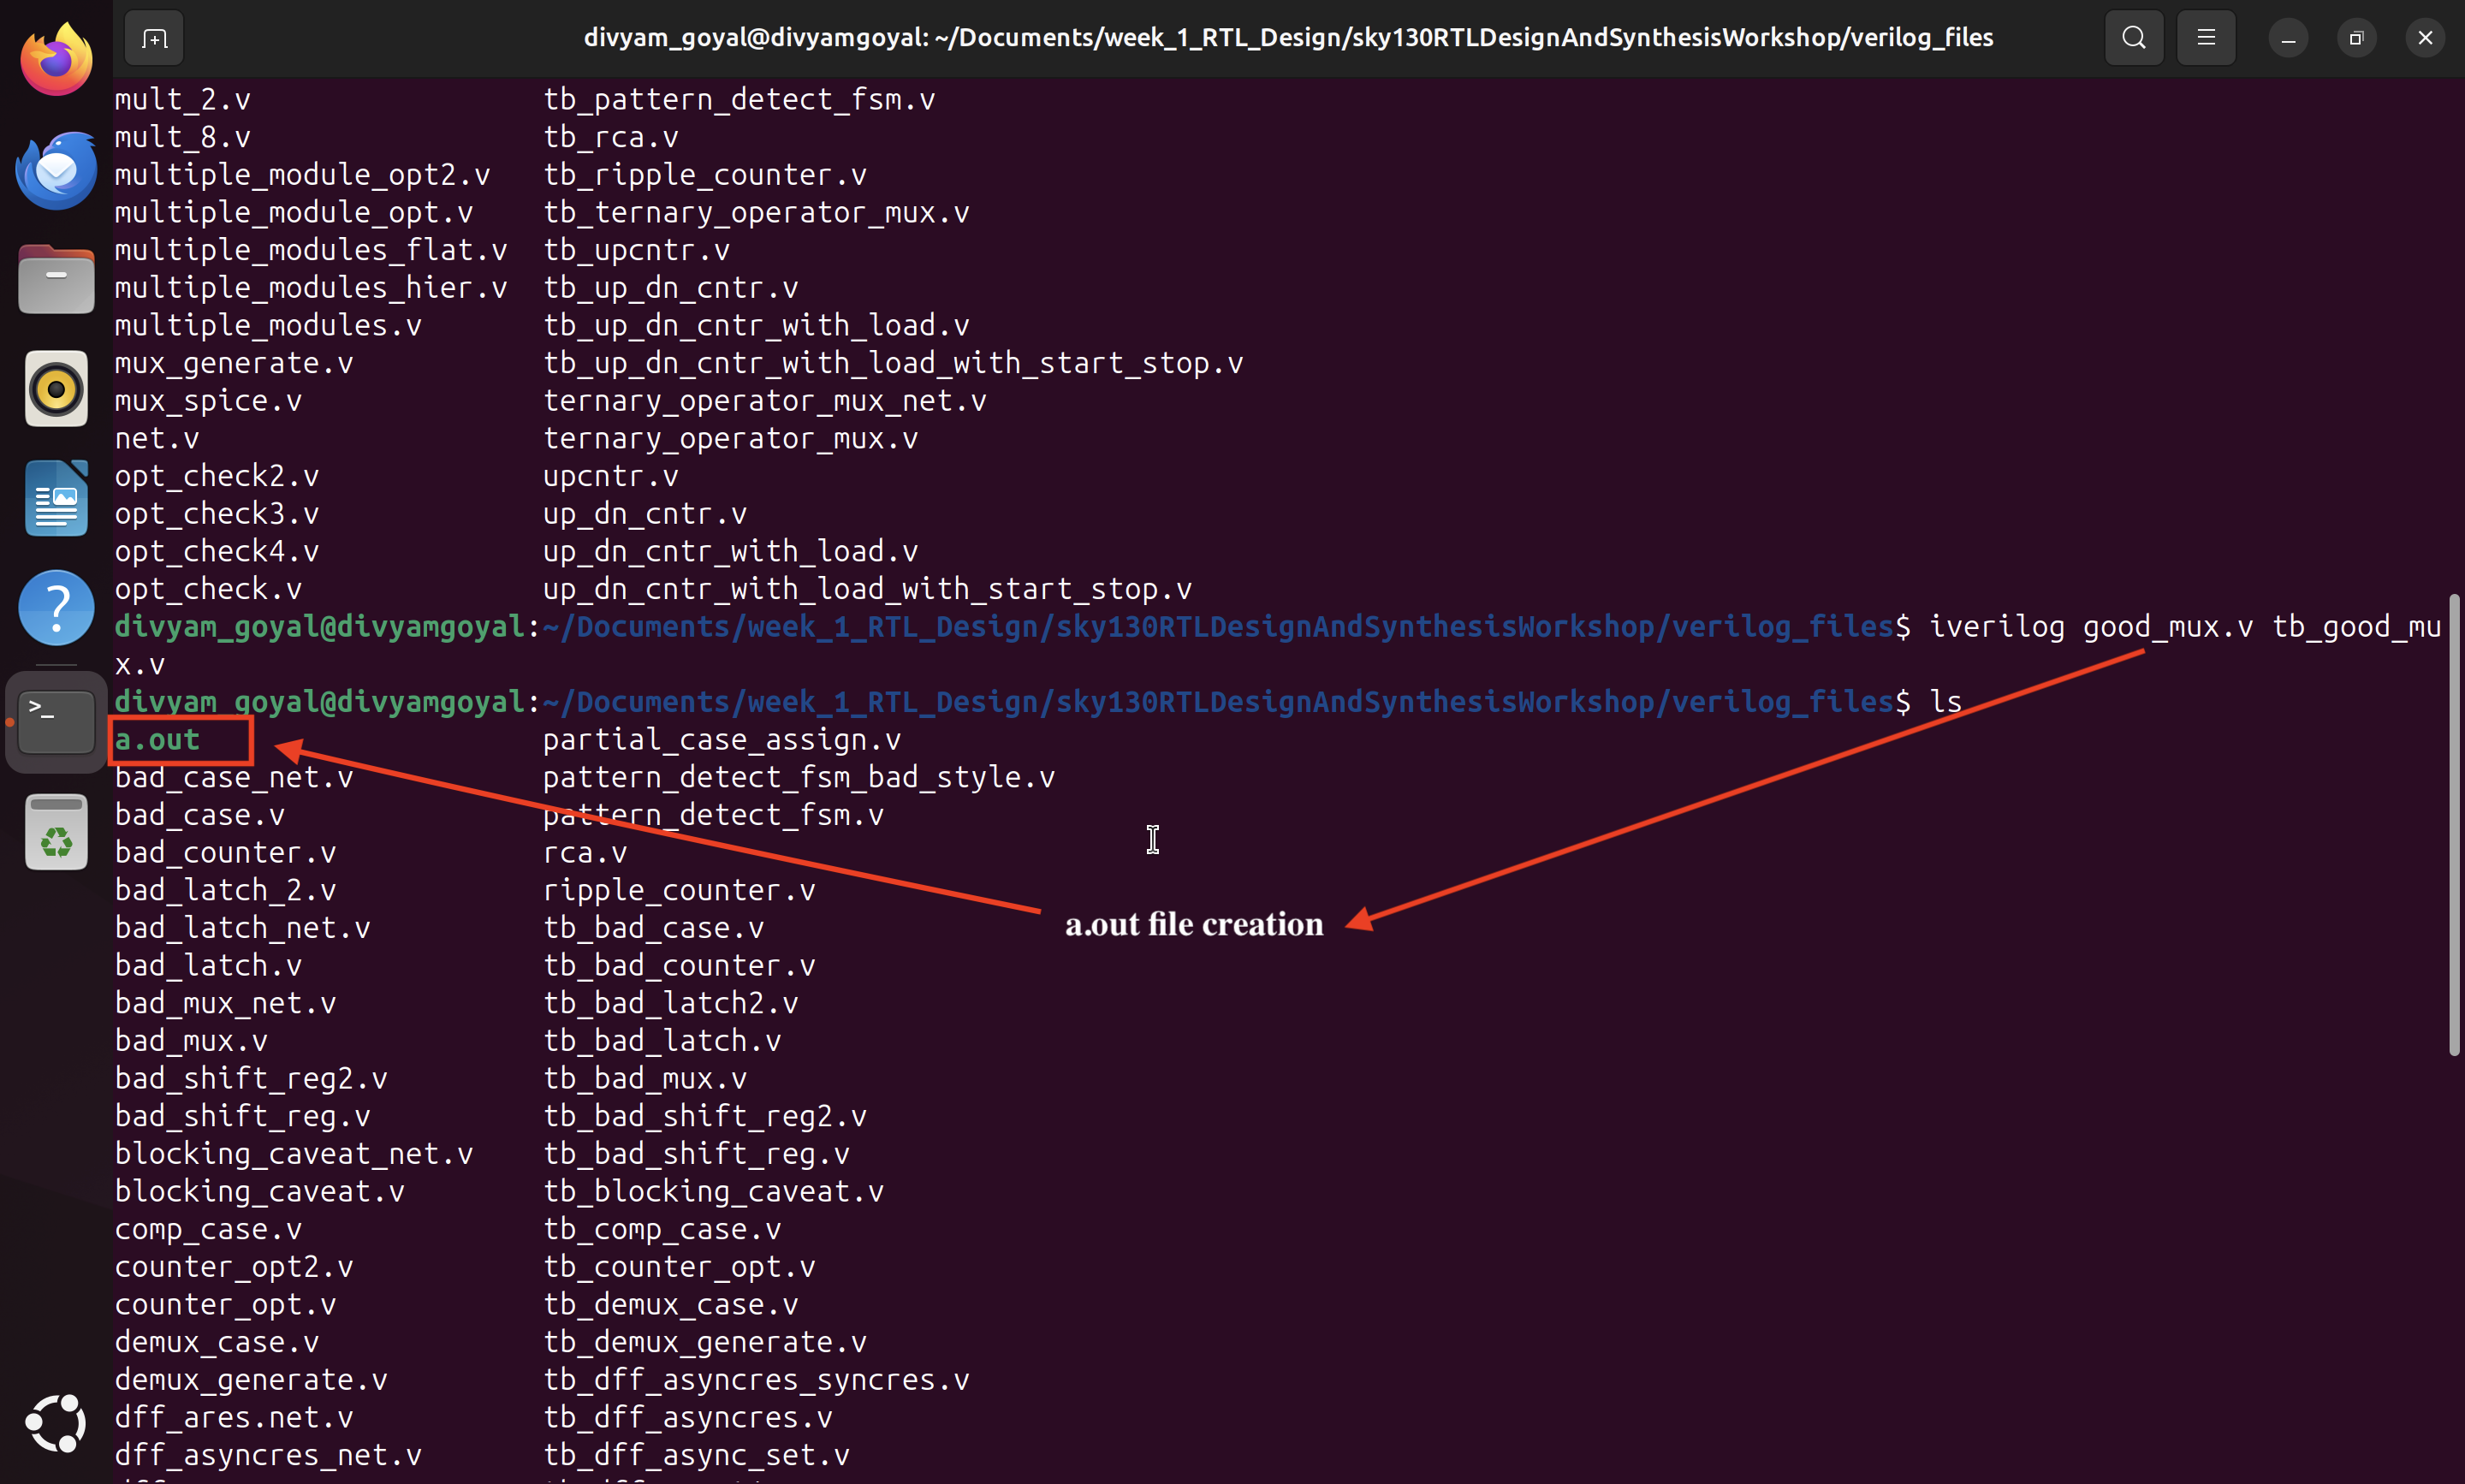 divyam_goyal@divyamgoyal: ~/Documents/week_1_RTL_Design/sky130RTLDesignAndSynthesisWorkshop/verilog_files
mult_2.v tb_pattern_detect_fsm.v
mult_8.v tb_rca.v
multiple_module_opt2.v tb_ripple_counter.v
multiple_module_opt.v tb_ternary_operator_mux.v
multiple_modules_flat.v tb_upcntr.v
multiple_modules_hier.v tb_up_dn_cntr.v
multiple_modules.v tb_up_dn_cntr_with_load.v
mux_generate.v tb_up_dn_cntr_with_load_with_start_stop.v
mux_spice.v ternary_operator_mux_net.v
net.v ternary_operator_mux.v
opt_check2.v upcntr.v
opt_check3.v up_dn_cntr.v
opt_check4.v up_dn_cntr_with_load.v
opt_check.v up_dn_cntr_with_load_with_start_stop.v
divyam_goyal@divyamgoyal:~/Documents/week_1_RTL_Design/sky130RTLDesignAndSynthesisWorkshop/verilog_files$ iverilog good_mux.v tb_good_mu
x.v
divyam_goyal@divyamgoyal:~/Documents/week_1_RTL_Design/sky130RTLDesignAndSynthesisWorkshop/verilog_files$ ls
a.out partial_case_assign.v
bad_case_net.v pattern_detect_fsm_bad_style.v
bad_case.v pattern_detect_fsm.v
bad_counter.v rca.v
bad_latch_2.v ripple_counter.v
a.out file creation
bad_latch_net.v tb_bad_case.v
bad_latch.v tb_bad_counter.v
bad_mux_net.v tb_bad_latch2.v
bad_mux.v tb_bad_latch.v
bad_shift_reg2.v tb_bad_mux.v
bad_shift_reg.v tb_bad_shift_reg2.v
blocking_caveat_net.v tb_bad_shift_reg.v
blocking_caveat.v tb_blocking_caveat.v
comp_case.v tb_comp_case.v
counter_opt2.v tb_counter_opt.v
counter_opt.v tb_demux_case.v
demux_case.v tb_demux_generate.v
demux_generate.v tb_dff_asyncres_syncres.v
dff_ares.net.v tb_dff_asyncres.v
dff_asyncres_net.v tb_dff_async_set.v